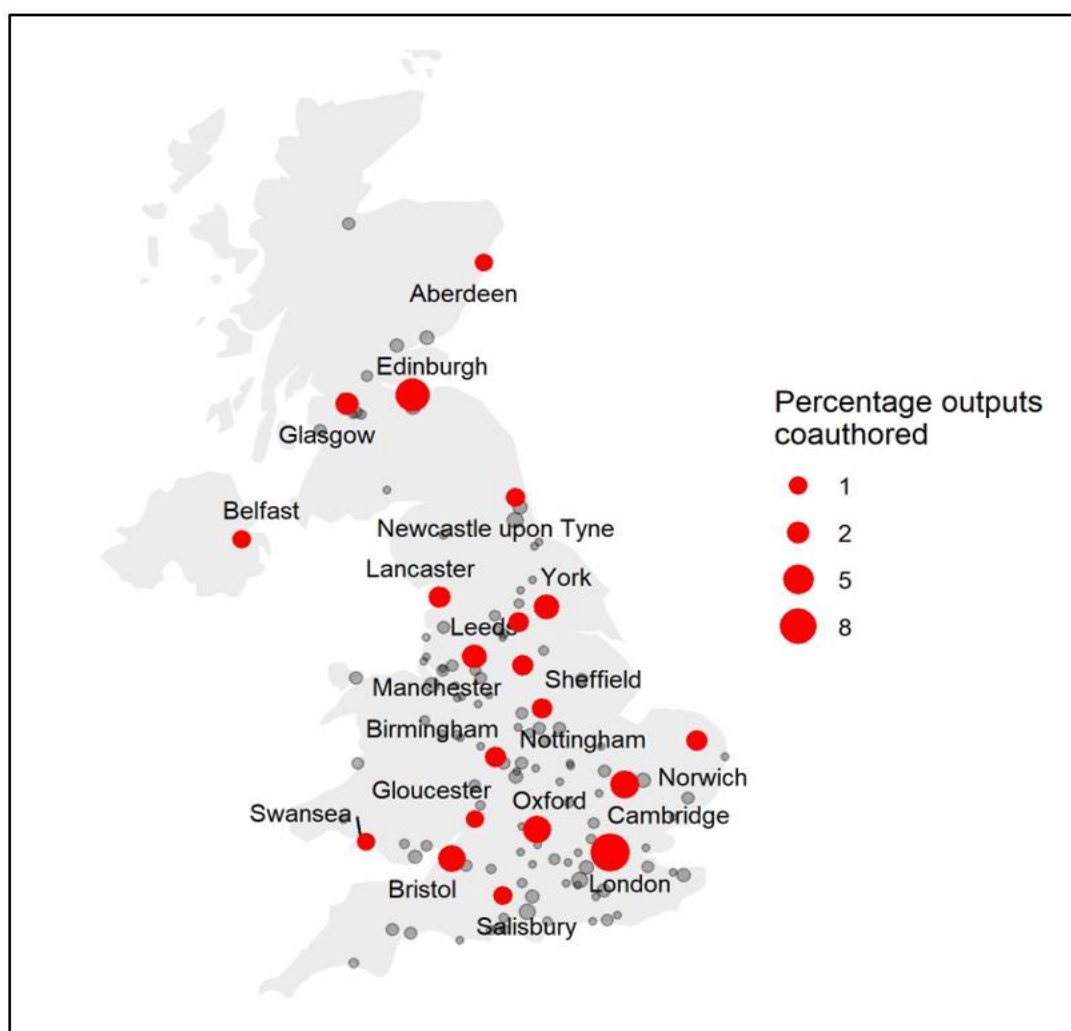 Aberdeen
Edinburgh
Glasgow
Belfast
Newcastle upon Tyne
Lancaster
York
Leeds
Sheffield
Manchester
Birmingham
Nottingham
Norwich
Gloucester
Oxford
Swansea
Cambridge
Bristol
London
Salisbury
Percentage outputs
coauthored
1
2
5
8